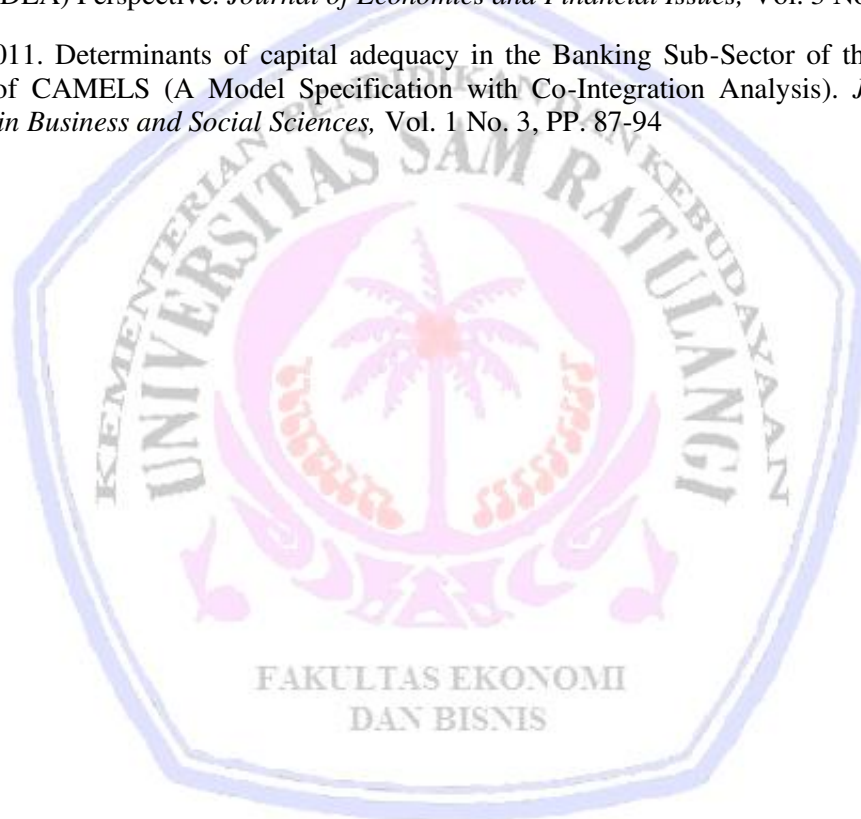 DEA) Perspective. Journal of Economics and Financial Issues, Vol. 3 No
011. Determinants of capital adequacy in the Banking Sub-Sector of th
of CAMELS (A Model Specification with Co-Integration Analysis).
in Business and Social Sciences, Vol. 1 No. 3, PP. 87-94
KEMENTERIAN PENDIDIKAN DAN KEBUDAYAAN
UNIVERSITAS SAM RATULANGI
FAKULTAS EKONOMI
DAN BISNIS